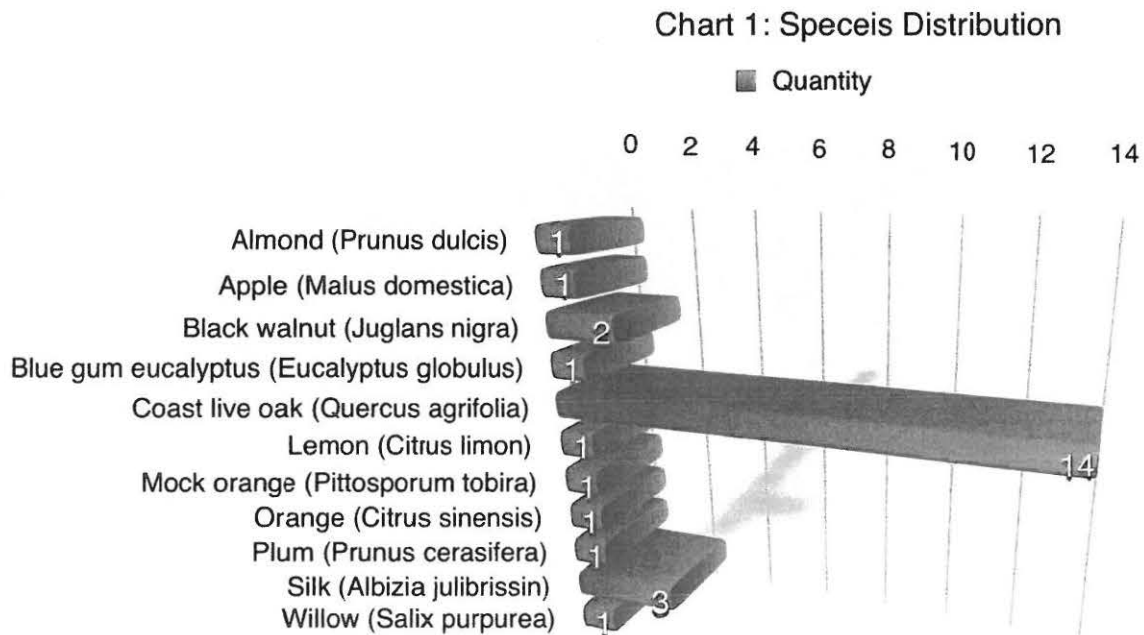 Chart 1: Speceis Distribution
Quantity
0 2 4 6 8 10 12 14
Almond (Prunus dulcis) 1
Apple (Malus domestica) 1
Black walnut (Juglans nigra) 2
Blue gum eucalyptus (Eucalyptus globulus) 1
Coast live oak (Quercus agrifolia) 14
Lemon (Citrus limon) 1
Mock orange (Pittosporum tobira) 1
Orange (Citrus sinensis) 1
Plum (Prunus cerasifera) 1
Silk (Albizia julibrissin) 3
Willow (Salix purpurea) 1